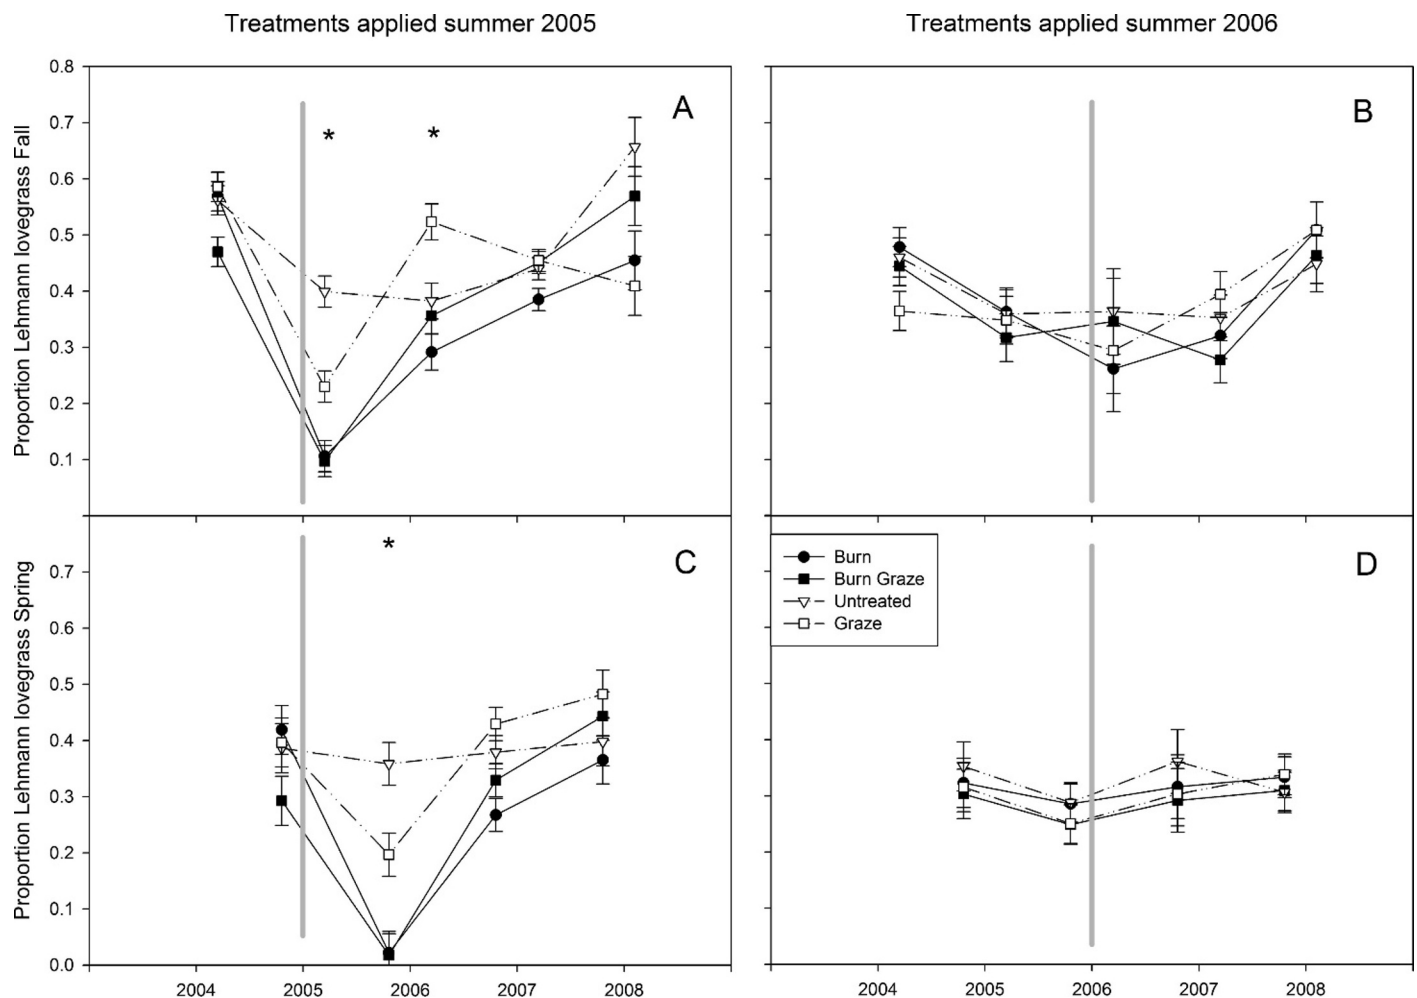 Treatments applied summer 2005
Treatments applied summer 2006
Proportion Lehmann lovegrass Fall
0.8
0.7
0.6
0.5
0.4
0.3
0.2
0.1
*
*
A
B
Proportion Lehmann lovegrass Spring
0.7
0.6
0.5
0.4
0.3
0.2
0.1
0.0
*
C
Burn
Burn Graze
Untreated
Graze
D
2004 2005 2006 2007 2008
2004 2005 2006 2007 2008